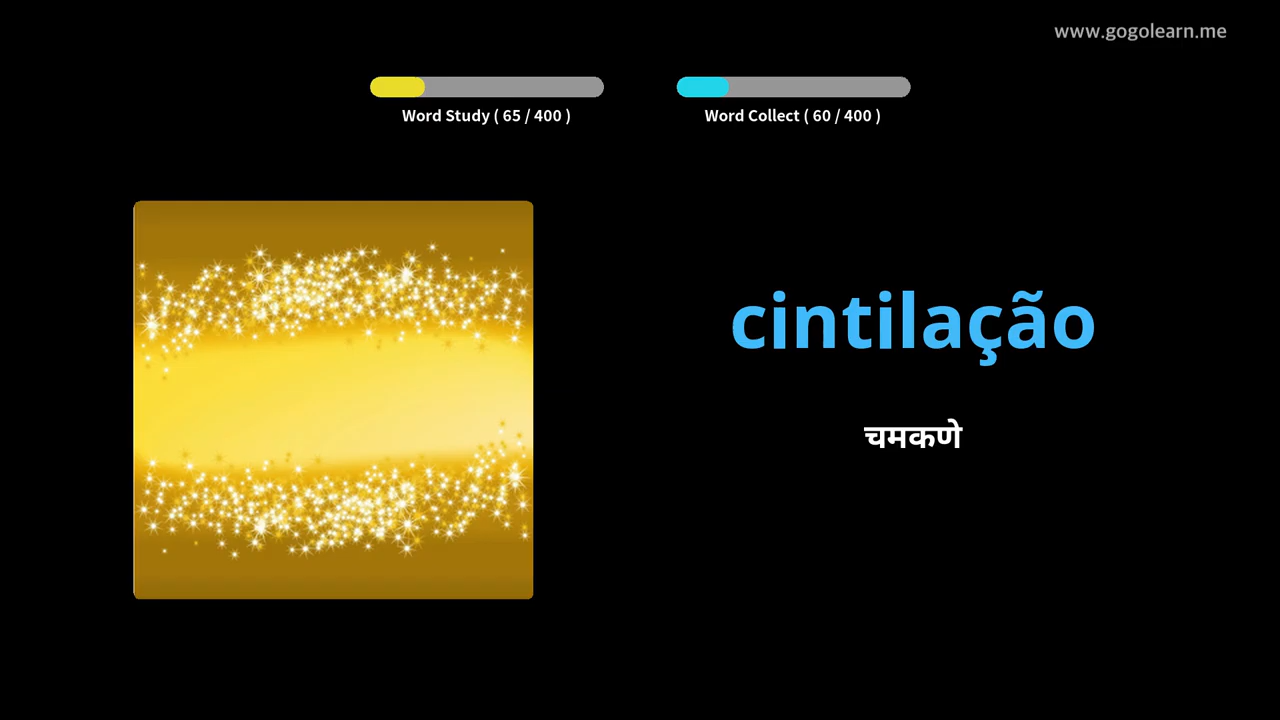 www.gogolearn.me
Word Study ( 65 / 400 )
Word Collect ( 60 / 400 )
cintilação
चमकणे